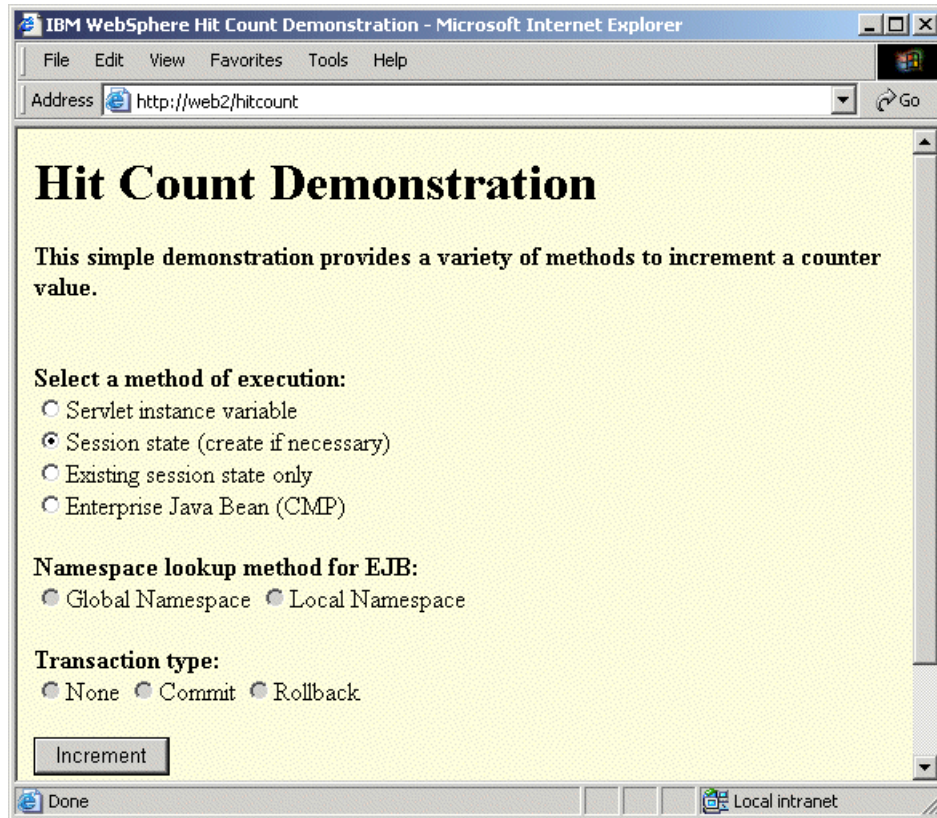 IBM WebSphere Hit Count Demonstration - Microsoft Internet Explorer
File Edit View Favorites Tools Help
Address http://web2/hitcount Go
Hit Count Demonstration
This simple demonstration provides a variety of methods to increment a counter
value.
Select a method of execution:
Servlet instance variable
Session state (create if necessary)
Existing session state only
Enterprise Java Bean (CMP)
Namespace lookup method for EJB:
Global Namespace Local Namespace
Transaction type:
None Commit Rollback
Increment
Done Local intranet